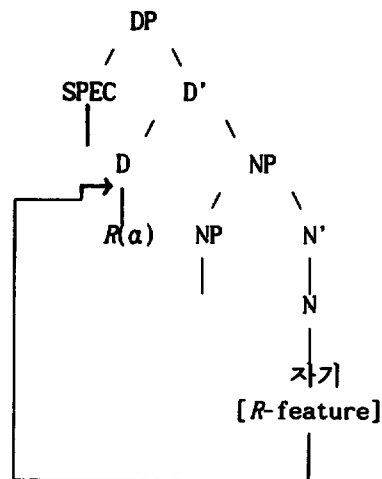 DP
SPEC D'
D NP
R(α) NP N'
N
자기
[R-feature]